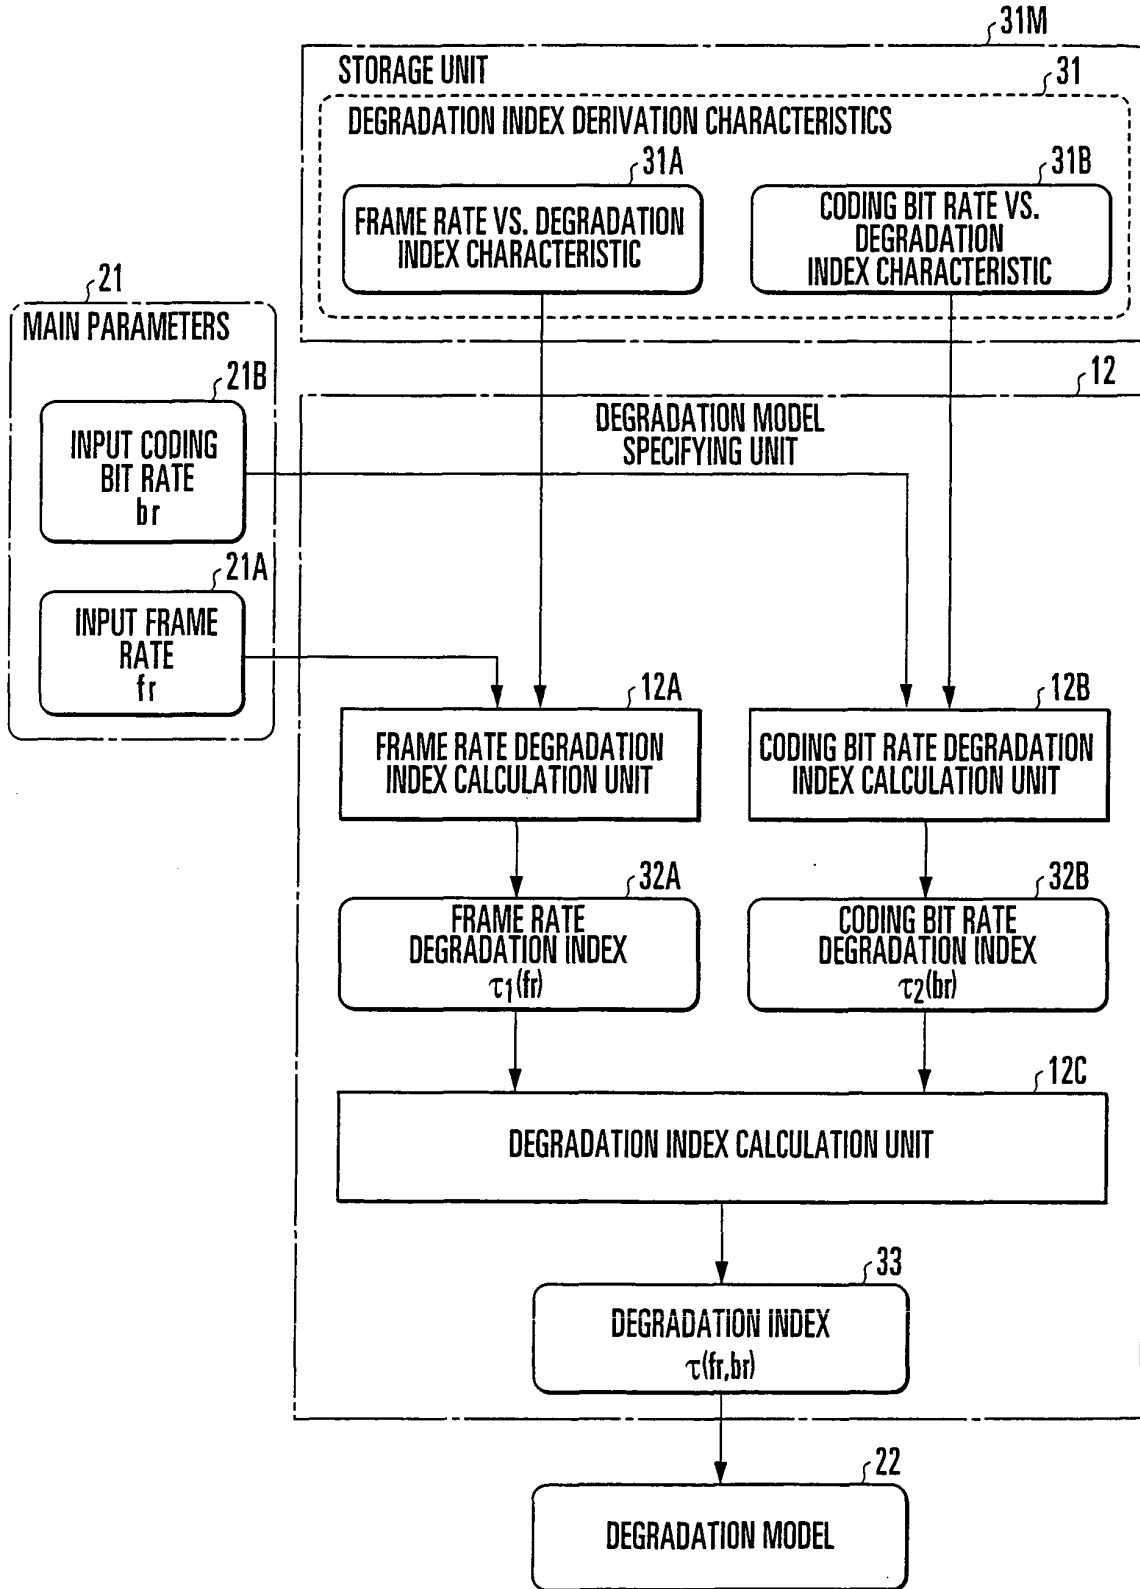 31M
STORAGE UNIT
31
DEGRADATION INDEX DERIVATION CHARACTERISTICS
31A
FRAME RATE VS. DEGRADATION
INDEX CHARACTERISTIC
31B
CODING BIT RATE VS.
DEGRADATION
INDEX CHARACTERISTIC
21
MAIN PARAMETERS
21B
INPUT CODING
BIT RATE
br
21A
INPUT FRAME
RATE
fr
12
DEGRADATION MODEL
SPECIFYING UNIT
12A
FRAME RATE DEGRADATION
INDEX CALCULATION UNIT
12B
CODING BIT RATE DEGRADATION
INDEX CALCULATION UNIT
32A
FRAME RATE
DEGRADATION INDEX
τ1(fr)
32B
CODING BIT RATE
DEGRADATION INDEX
τ2(br)
12C
DEGRADATION INDEX CALCULATION UNIT
33
DEGRADATION INDEX
τ(fr,br)
22
DEGRADATION MODEL